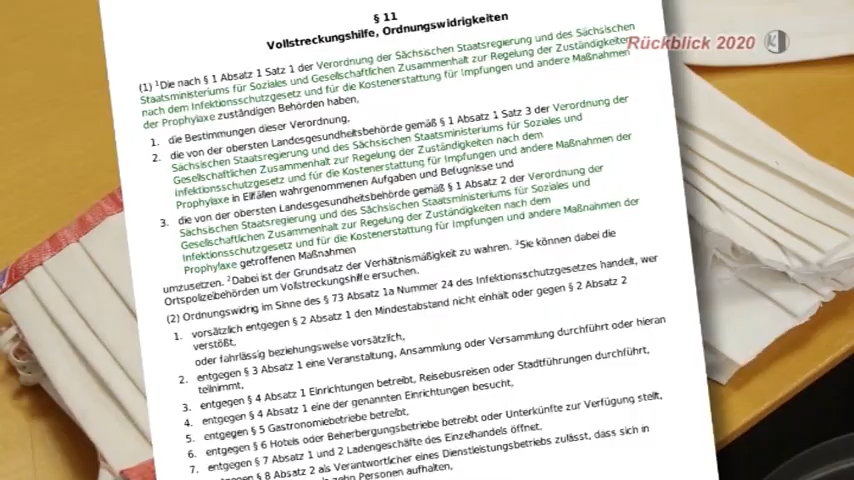 § 11
Vollstreckungshilfe, Ordnungswidrigkeiten
Rückblick 2020
(1) ¹Die nach § 1 Absatz 1 Satz 1 der Verordnung der Sächsischen Staatsregierung und des Sächsischen
Staatsministeriums für Soziales und Gesellschaftlichen Zusammenhalt zur Regelung der Zuständigkeiten
nach dem Infektionsschutzgesetz und für die Kostenerstattung für Impfungen und andere Maßnahmen
der Prophylaxe zuständigen Behörden haben,
1. die Bestimmungen dieser Verordnung,
2. die von der obersten Landesgesundheitsbehörde gemäß § 1 Absatz 1 Satz 3 der Verordnung der
Sächsischen Staatsregierung und des Sächsischen Staatsministeriums für Soziales und
Gesellschaftlichen Zusammenhalt zur Regelung der Zuständigkeiten nach dem
Infektionsschutzgesetz und für die Kostenerstattung für Impfungen und andere Maßnahmen der
Prophylaxe in Eilfällen wahrgenommenen Aufgaben und Befugnisse und
3. die von der obersten Landesgesundheitsbehörde gemäß § 1 Absatz 2 der Verordnung der
Sächsischen Staatsregierung und des Sächsischen Staatsministeriums für Soziales und
Gesellschaftlichen Zusammenhalt zur Regelung der Zuständigkeiten nach dem
Infektionsschutzgesetz und für die Kostenerstattung für Impfungen und andere Maßnahmen der
Prophylaxe getroffenen Maßnahmen
umzusetzen. ²Dabei ist der Grundsatz der Verhältnismäßigkeit zu wahren. ³Sie können dabei die
Ortspolizeibehörden um Vollstreckungshilfe ersuchen.
(2) Ordnungswidrig im Sinne des § 73 Absatz 1a Nummer 24 des Infektionsschutzgesetzes handelt, wer
1. vorsätzlich entgegen § 2 Absatz 1 den Mindestabstand nicht einhält oder gegen § 2 Absatz 2
verstößt,
oder fahrlässig beziehungsweise vorsätzlich,
2. entgegen § 3 Absatz 1 eine Veranstaltung, Ansammlung oder Versammlung durchführt oder hieran
teilnimmt,
3. entgegen § 4 Absatz 1 Einrichtungen betreibt, Reisebusreisen oder Stadtführungen durchführt,
4. entgegen § 4 Absatz 1 eine der genannten Einrichtungen besucht,
5. entgegen § 5 Gastronomiebetriebe betreibt,
6. entgegen § 6 Hotels oder Beherbergungsbetriebe betreibt oder Unterkünfte zur Verfügung stellt,
7. entgegen § 7 Absatz 1 und 2 Ladengeschäfte des Einzelhandels öffnet,
entgegen § 8 Absatz 2 als Verantwortlicher eines Dienstleistungsbetriebs zulässt, dass sich in
zehn Personen aufhalten,